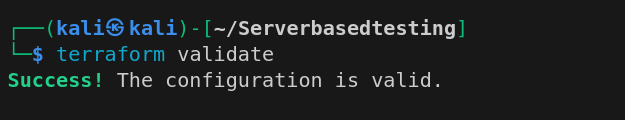 ┌──(kali㉿kali)-[~/Serverbasedtesting]
└─$ terraform validate
Success! The configuration is valid.